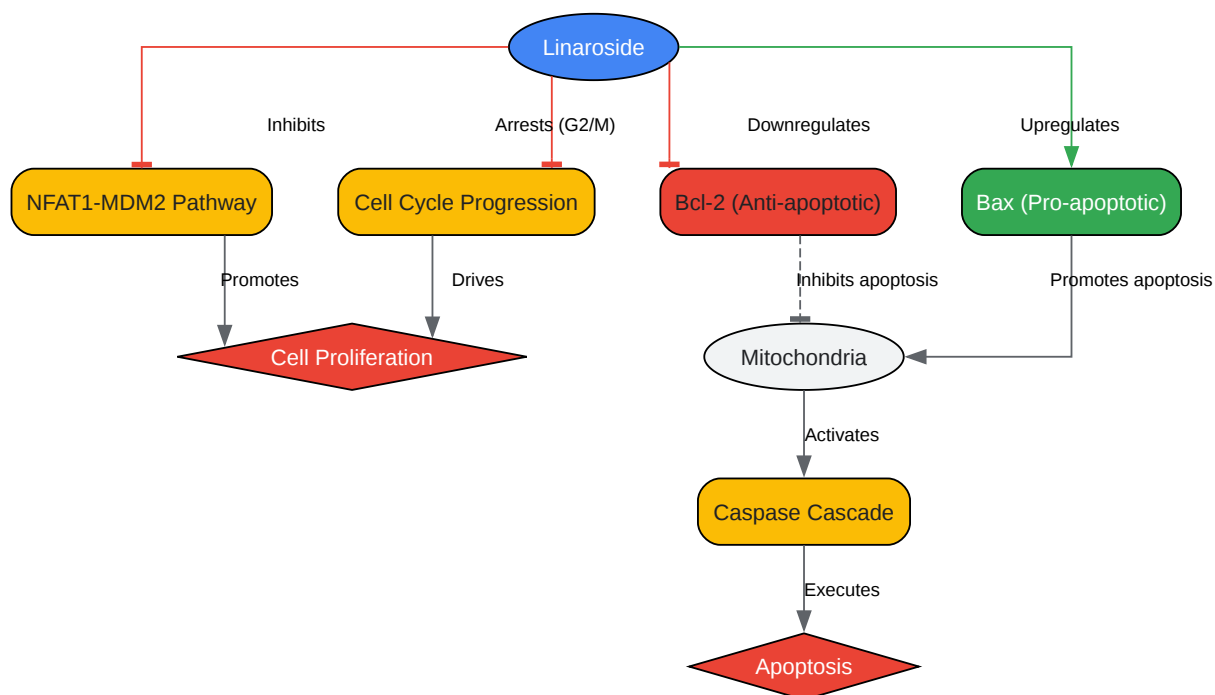 Linaroside
Inhibits
Arrests (G2/M)
Downregulates
Upregulates
NFAT1-MDM2 Pathway
Cell Cycle Progression
Bcl-2 (Anti-apoptotic)
Bax (Pro-apoptotic)
Promotes
Drives
Inhibits apoptosis
Promotes apoptosis
Cell Proliferation
Mitochondria
Activates
Caspase Cascade
Executes
Apoptosis